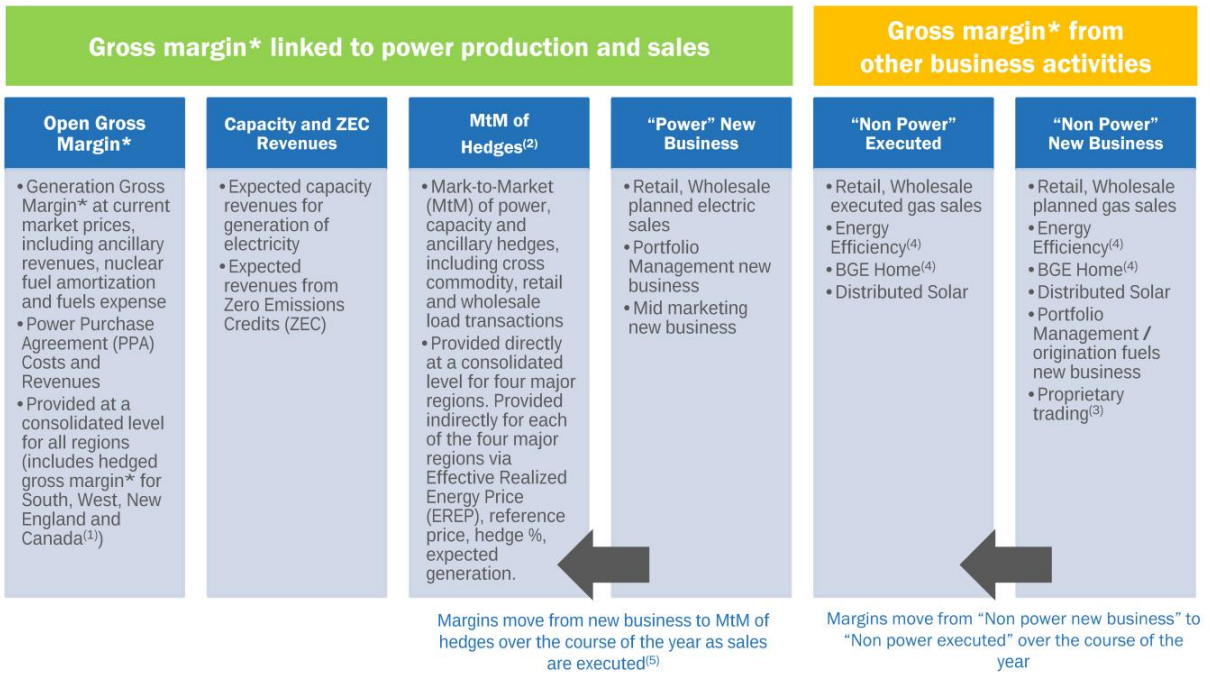 Gross margin* linked to power production and sales
Gross margin* from
other business activities
Open Gross
Margin*
• Generation Gross
Margin* at current
market prices,
including ancillary
revenues, nuclear
fuel amortization
and fuels expense
• Power Purchase
Agreement (PPA)
Costs and
Revenues
• Provided at a
consolidated level
for all regions
(includes hedged
gross margin* for
South, West, New
England and
Canada(1))
Capacity and ZEC
Revenues
• Expected capacity
revenues for
generation of
electricity
• Expected
revenues from
Zero Emissions
Credits (ZEC)
MtM of
Hedges(2)
• Mark-to-Market
(MtM) of power,
capacity and
ancillary hedges,
including cross
commodity, retail
and wholesale
load transactions
• Provided directly
at a consolidated
level for four major
regions. Provided
indirectly for each
of the four major
regions via
Effective Realized
Energy Price
(EREP), reference
price, hedge %,
expected
generation.
“Power” New
Business
• Retail, Wholesale
planned electric
sales
• Portfolio
Management new
business
• Mid marketing
new business
“Non Power”
Executed
• Retail, Wholesale
executed gas sales
• Energy
Efficiency(4)
• BGE Home(4)
• Distributed Solar
“Non Power”
New Business
• Retail, Wholesale
planned gas sales
• Energy
Efficiency(4)
• BGE Home(4)
• Distributed Solar
• Portfolio
Management /
origination fuels
new business
• Proprietary
trading(3)
Margins move from new business to MtM of
hedges over the course of the year as sales
are executed(5)
Margins move from “Non power new business” to
“Non power executed” over the course of the
year